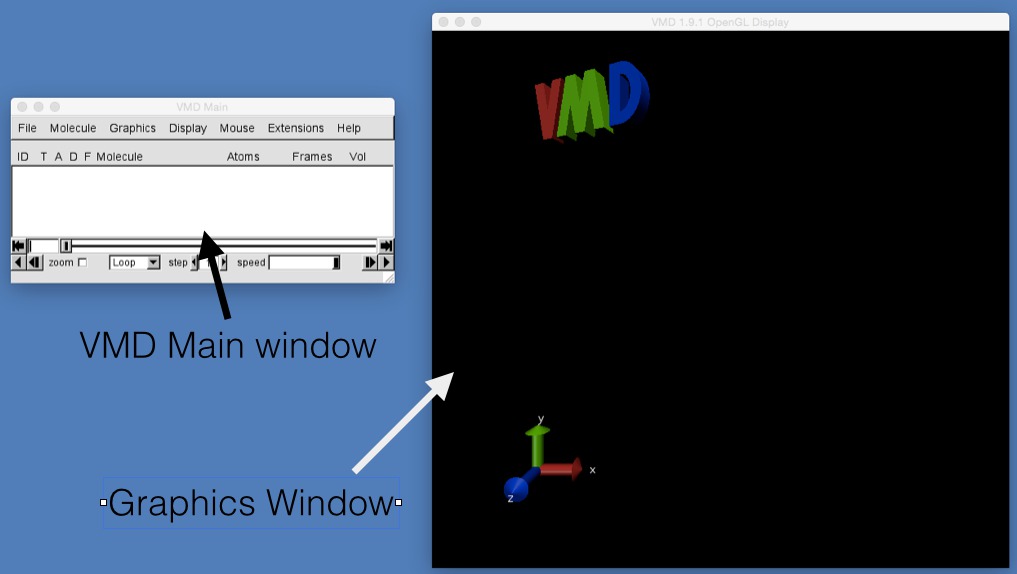 VMD 1.9.1 OpenGL Display
VMD
VMD Main
File Molecule Graphics Display Mouse Extensions Help
ID T A D F Molecule Atoms Frames Vol
zoom Loop step speed
VMD Main window
Graphics Window
y
x
z